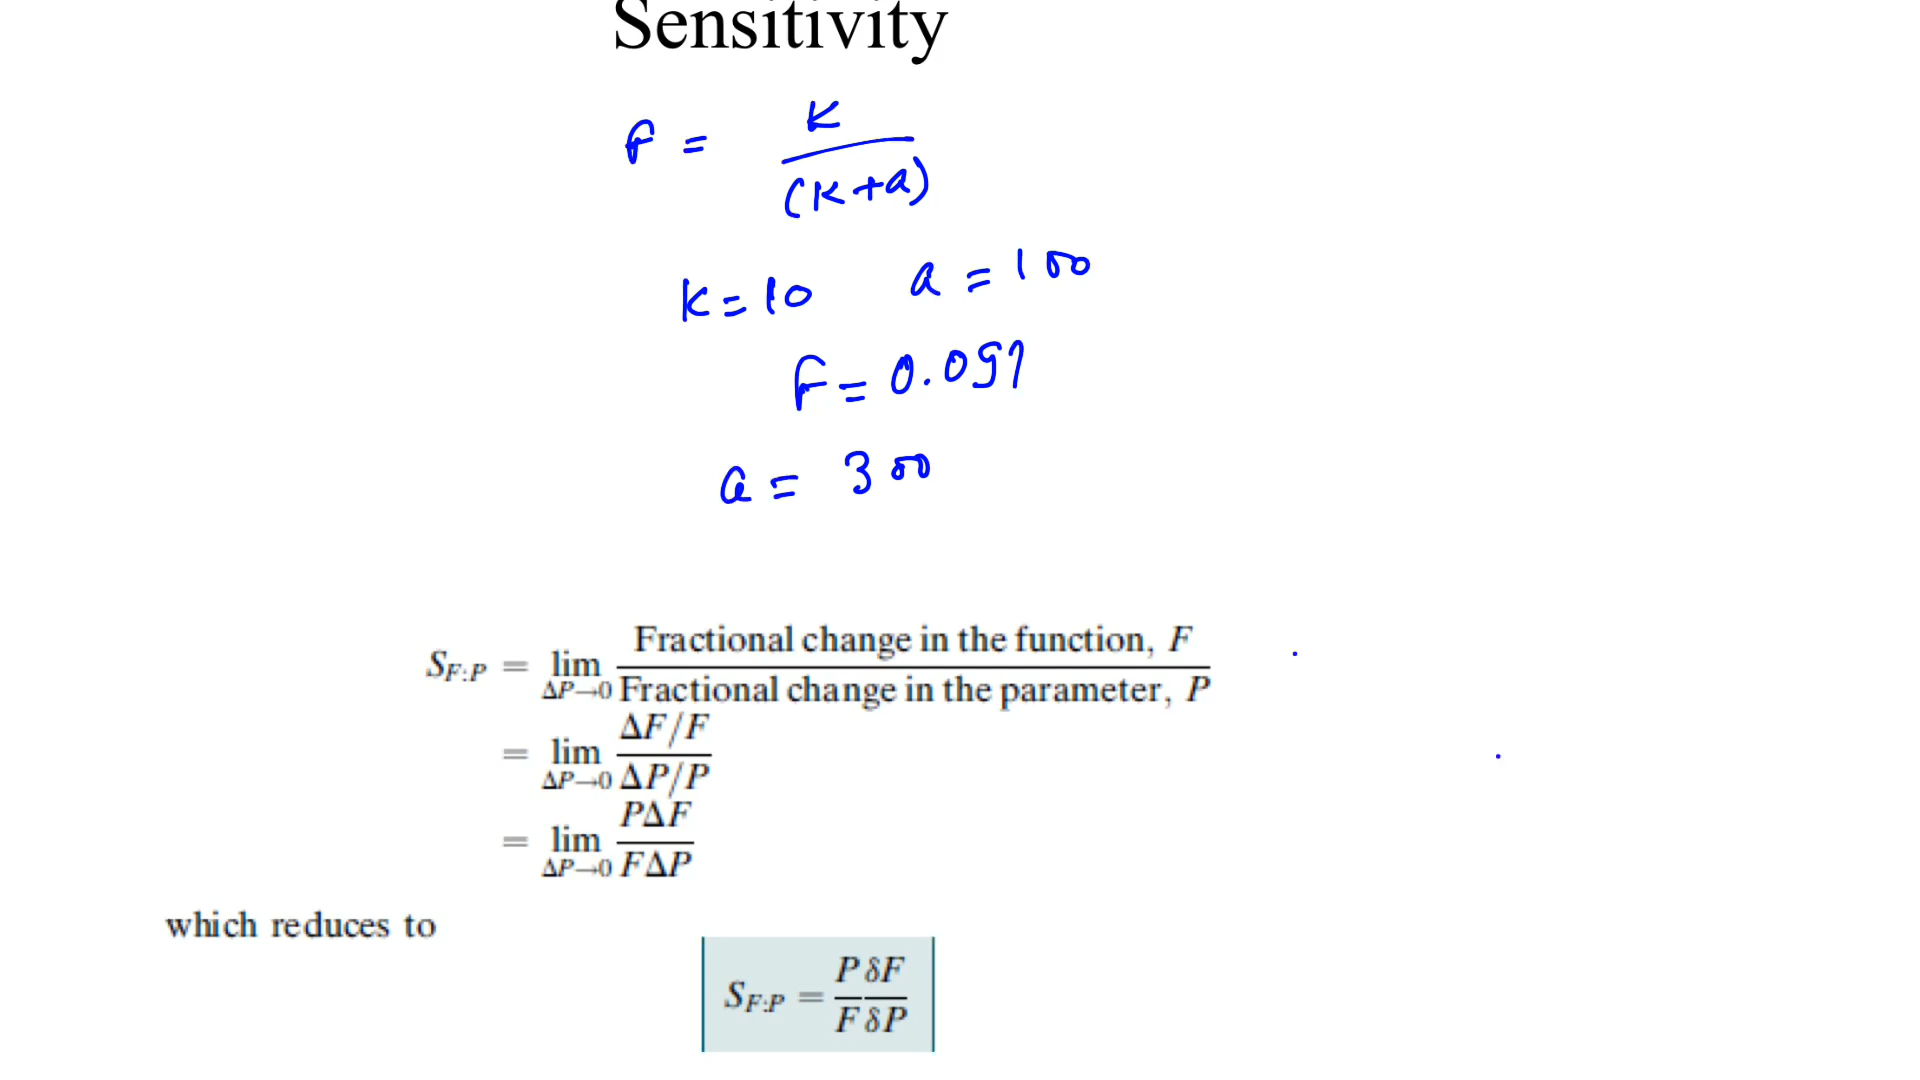 Sensitivity
F = K / (K+a)
K=10 a=100
F= 0.091
a= 300
S_{F:P} = lim_{ΔP→0} Fractional change in the function, F / Fractional change in the parameter, P
= lim_{ΔP→0} ΔF/F / ΔP/P
= lim_{ΔP→0} PΔF / FΔP
which reduces to
S_{F:P} = P δF / F δP